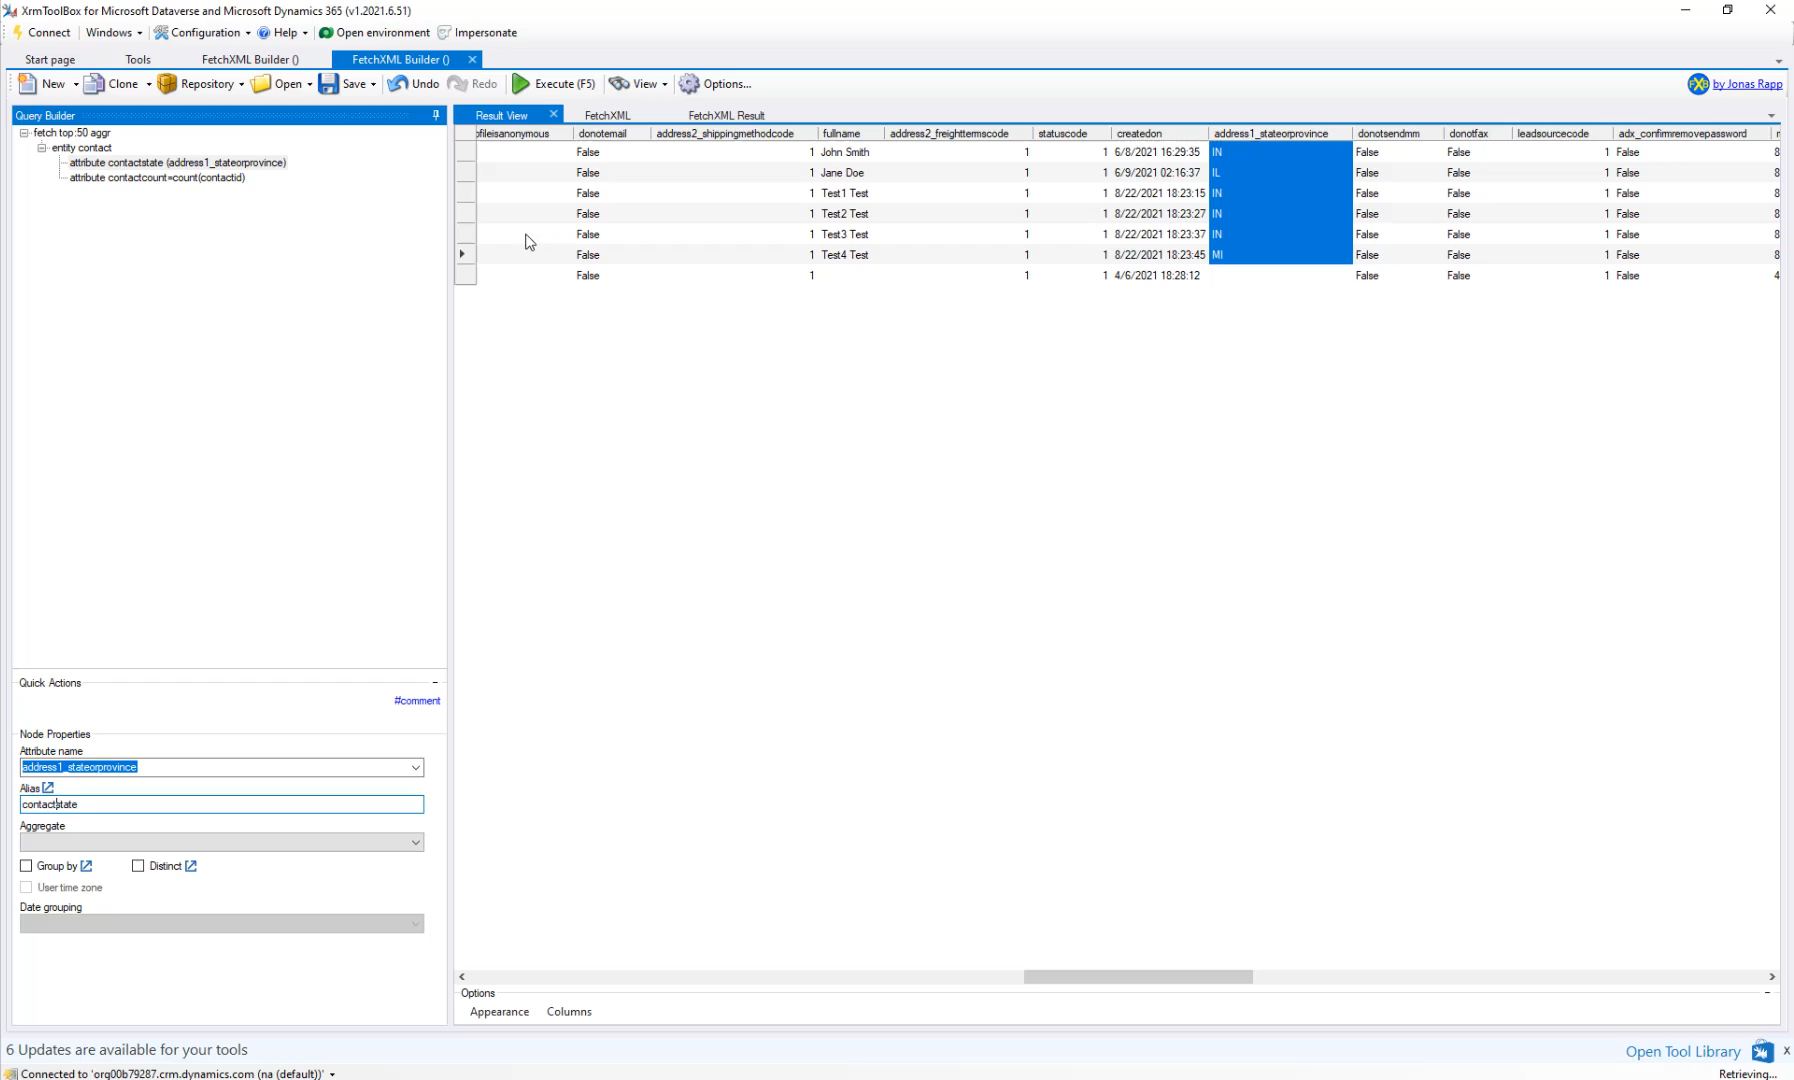 XrmToolBox for Microsoft Dataverse and Microsoft Dynamics 365 (v1.2021.6.51)
Connect Windows Configuration Help Open environment Impersonate
Start page Tools FetchXML Builder () FetchXML Builder ()
New Clone Repository Open Save Undo Redo Execute (F5) View Options... by Jonas Rapp
Query Builder
fetch top:50 aggr
entity contact
attribute contactstate (address1_stateorprovince)
attribute contactcount=count(contactid)
Quick Actions
#comment
Node Properties
Attribute name
address1_stateorprovince
Alias
contactstate
Aggregate
Group by Distinct
User time zone
Date grouping
Result View FetchXML FetchXML Result
ofileisanonymous donotemail address2_shippingmethodcode fullname address2_freighttermscode statuscode createdon address1_stateorprovince donotsendmm donotfax leadsourcecode adx_confirmremovepassword
False 1 John Smith 1 1 6/8/2021 16:29:35 IN False False 1 False 8
False 1 Jane Doe 1 1 6/9/2021 02:16:37 IL False False 1 False 8
False 1 Test1 Test 1 1 8/22/2021 18:23:15 IN False False 1 False 8
False 1 Test2 Test 1 1 8/22/2021 18:23:27 IN False False 1 False 8
False 1 Test3 Test 1 1 8/22/2021 18:23:37 IN False False 1 False 8
False 1 Test4 Test 1 1 8/22/2021 18:23:45 MI False False 1 False 8
False 1 1 1 4/6/2021 18:28:12 False False 1 False 4
Options
Appearance Columns
6 Updates are available for your tools
Open Tool Library X
Connected to 'org00b79287.crm.dynamics.com (na (default))'
Retrieving...